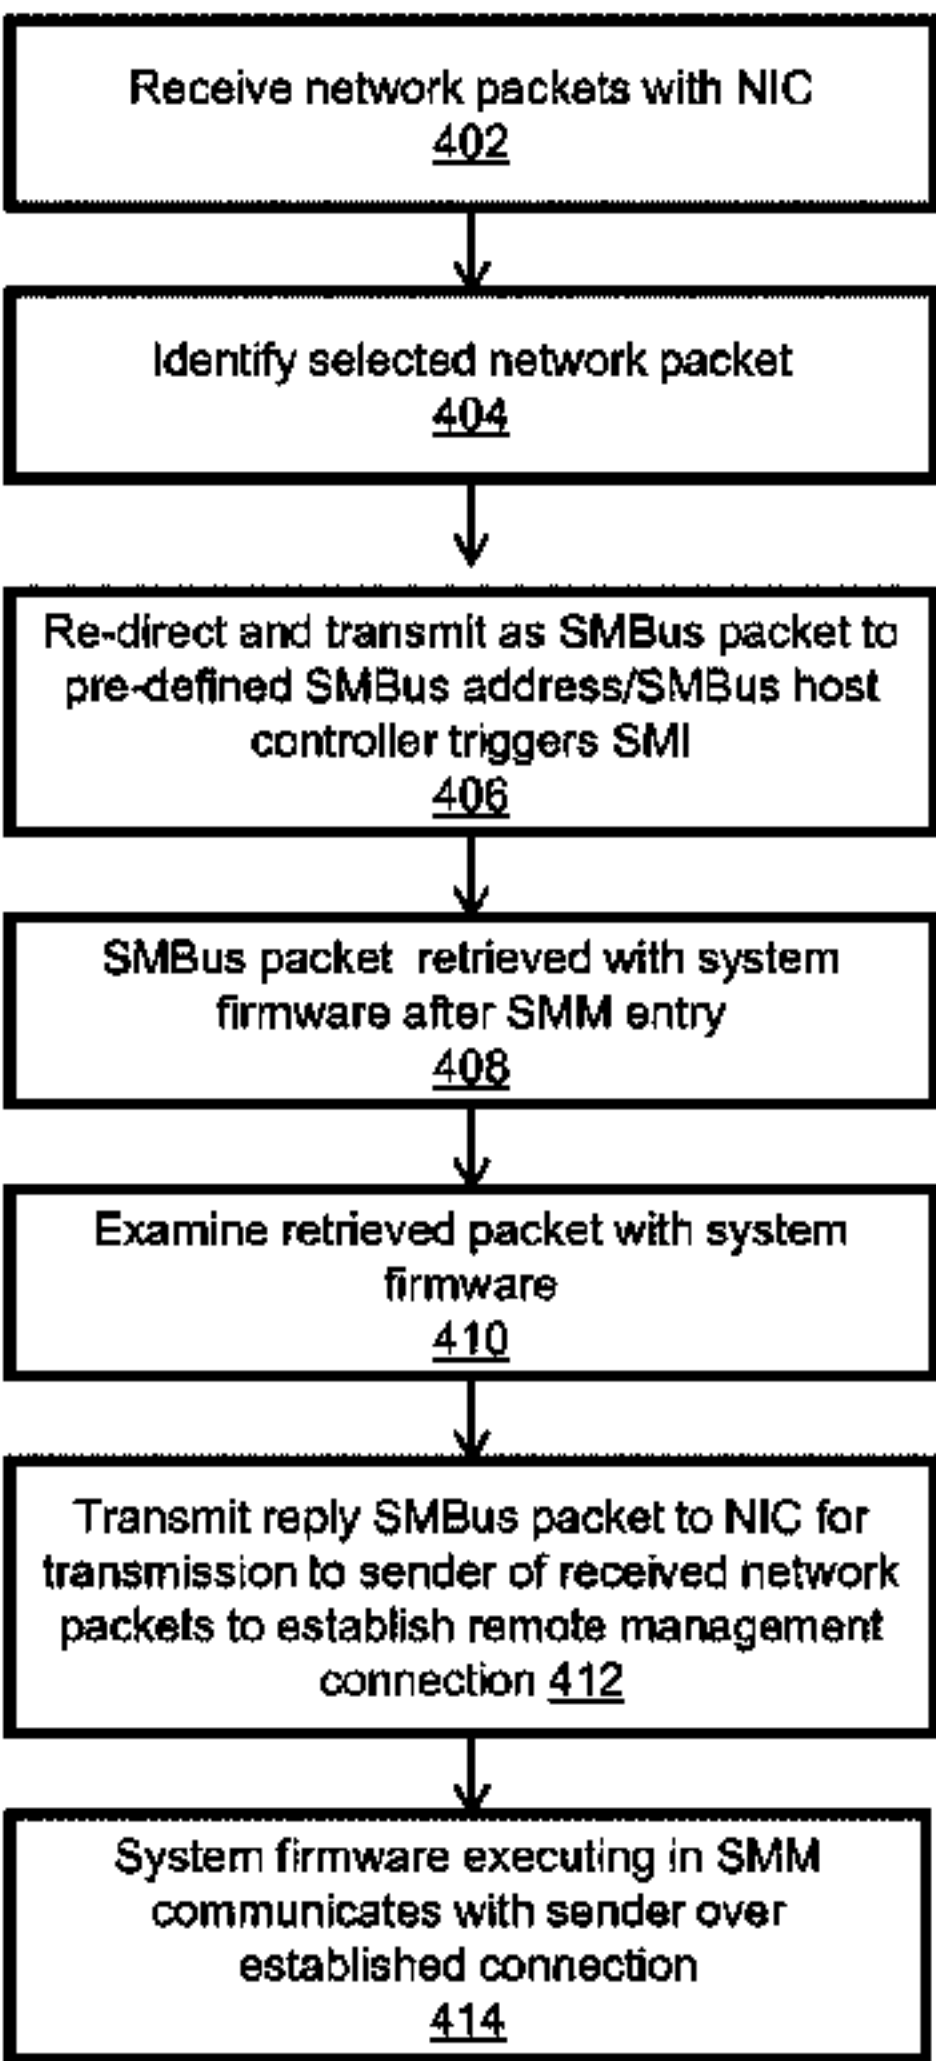 Receive network packets with NIC
402
Identify selected network packet
404
Re-direct and transmit as SMBus packet to
pre-defined SMBus address/SMBus host
controller triggers SMI
406
SMBus packet retrieved with system
firmware after SMM entry
408
Examine retrieved packet with system
firmware
410
Transmit reply SMBus packet to NIC for
transmission to sender of received network
packets to establish remote management
connection 412
System firmware executing in SMM
communicates with sender over
established connection
414